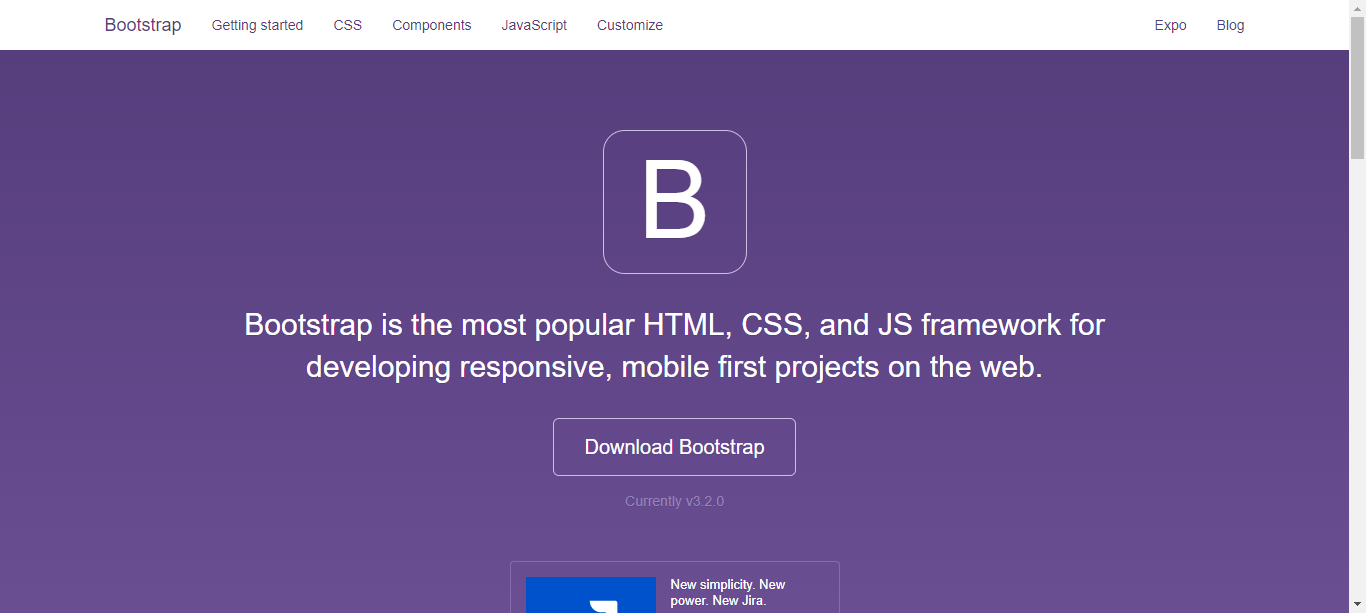 Bootstrap Getting started CSS Components JavaScript Customize Expo Blog
B
Bootstrap is the most popular HTML, CSS, and JS framework for
developing responsive, mobile first projects on the web.
Download Bootstrap
Currently v3.2.0
New simplicity. New
power. New Jira.